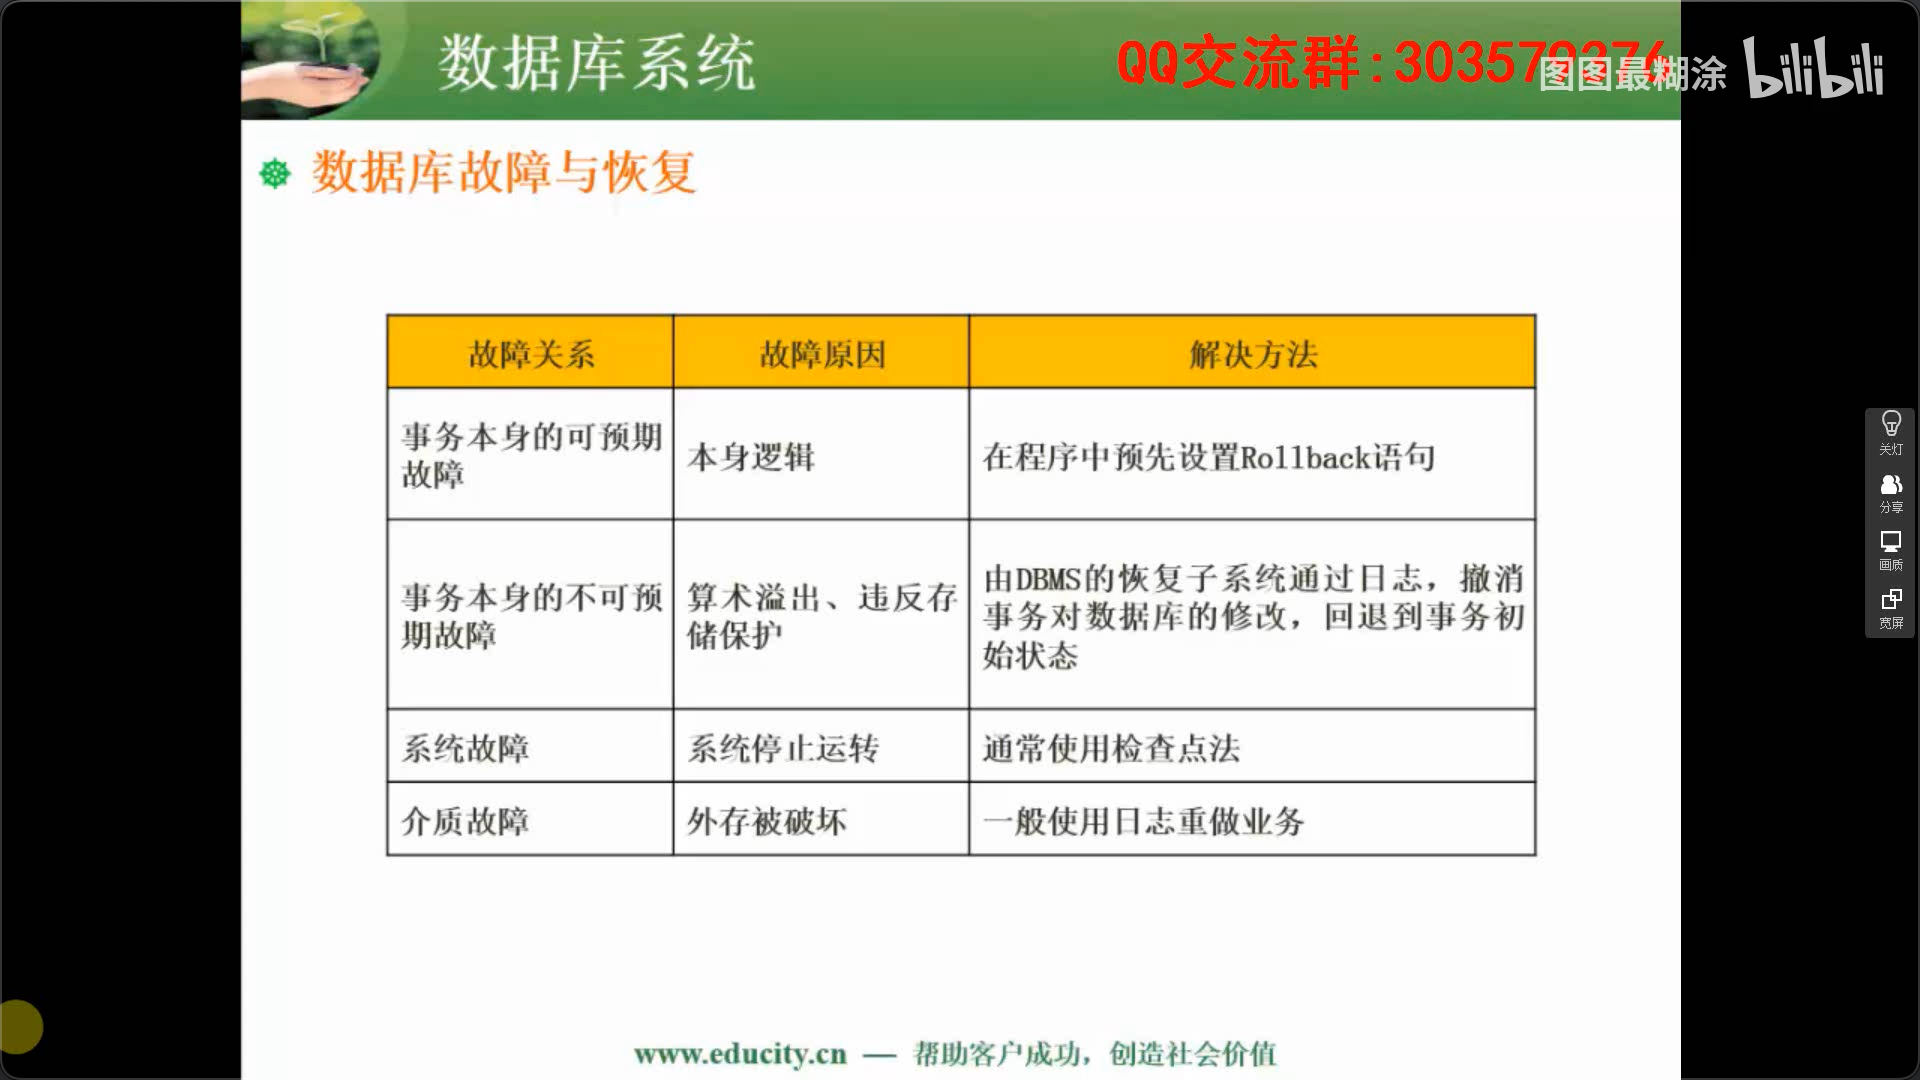 数据库系统
QQ交流群:303579376
图图最糊涂 bilibili
数据库故障与恢复
故障关系 故障原因 解决方法
事务本身的可预期
故障
本身逻辑
在程序中预先设置Rollback语句
事务本身的不可预
期故障
算术溢出、违反存
储保护
由DBMS的恢复子系统通过日志，撤消
事务对数据库的修改，回退到事务初
始状态
系统故障 系统停止运转 通常使用检查点法
介质故障 外存被破坏 一般使用日志重做业务
关灯
分享
画质
宽屏
www.educity.cn — 帮助客户成功，创造社会价值